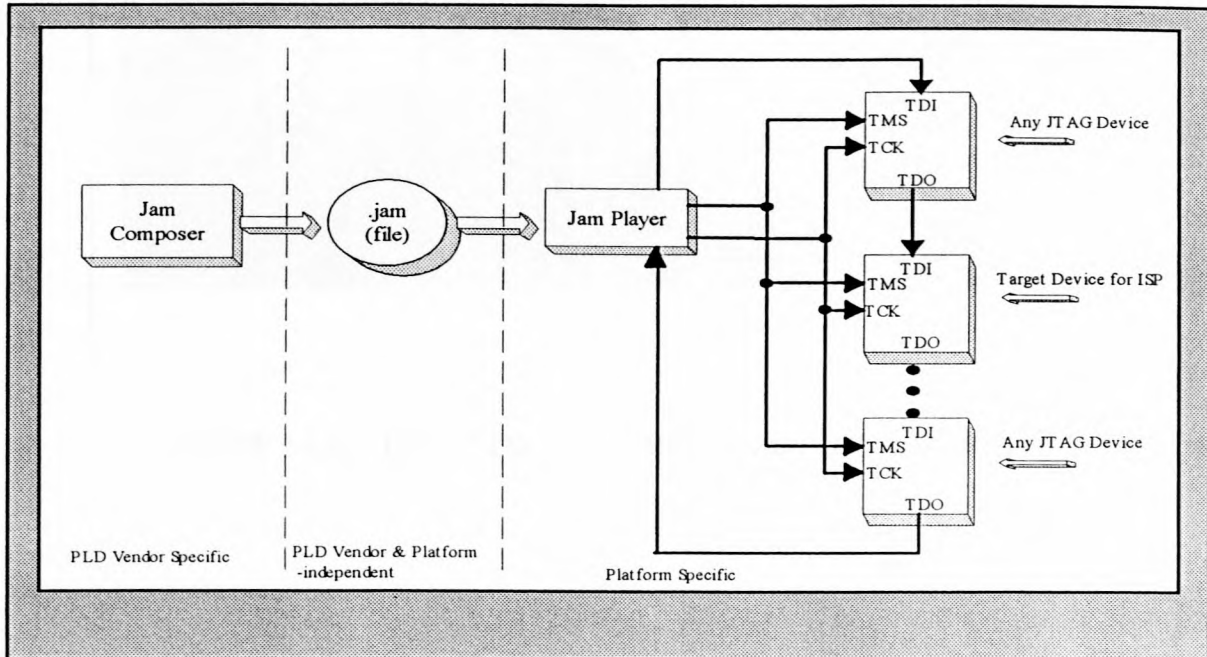 Jam
Composer
.jam
(file)
Jam Player
TDI
TMS
TCK
TDO
Any JTAG Device
TDI
TMS
TCK
TDO
Target Device for ISP
TDI
TMS
TCK
TDO
Any JTAG Device
PLD Vendor Specific
PLD Vendor & Platform
-independent
Platform Specific